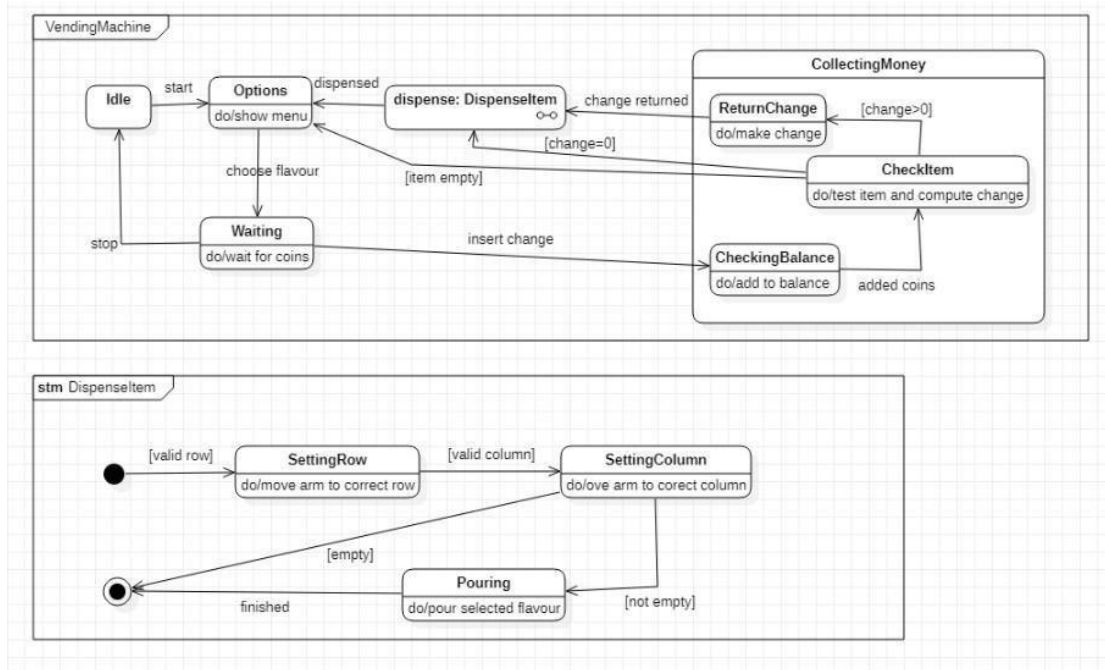 VendingMachine
CollectingMoney
Idle
start
Options
do/show menu
dispensed
dispense: DispenseItem
change returned
ReturnChange
do/make change
[change>0]
[change=0]
CheckItem
do/test item and compute change
choose flavour
[item empty]
Waiting
do/wait for coins
stop
insert change
CheckingBalance
do/add to balance
added coins
stm DispenseItem
[valid row]
SettingRow
do/move arm to correct row
[valid column]
SettingColumn
do/ove arm to corect column
[empty]
Pouring
do/pour selected flavour
[not empty]
finished